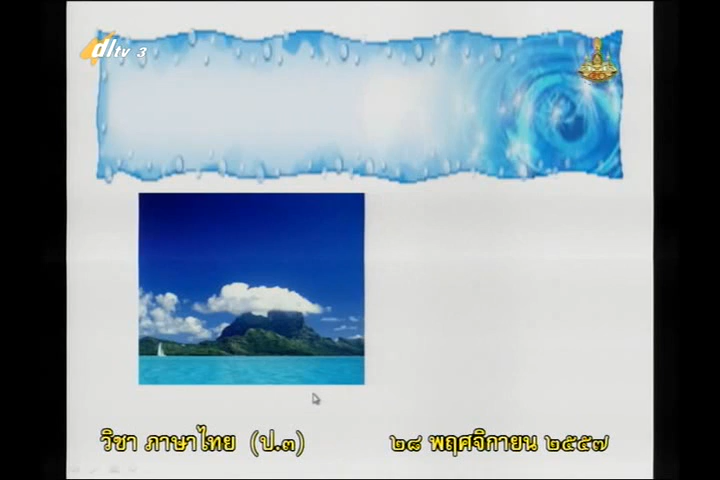 dltv 3
วิชา ภาษาไทย (ป.๓)
๒๘ พฤศจิกายน ๒๕๕๗